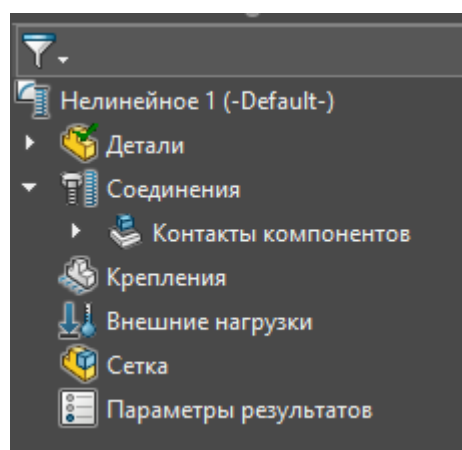 Нелинейное 1 (-Default-)
Детали
Соединения
Контакты компонентов
Крепления
Внешние нагрузки
Сетка
Параметры результатов